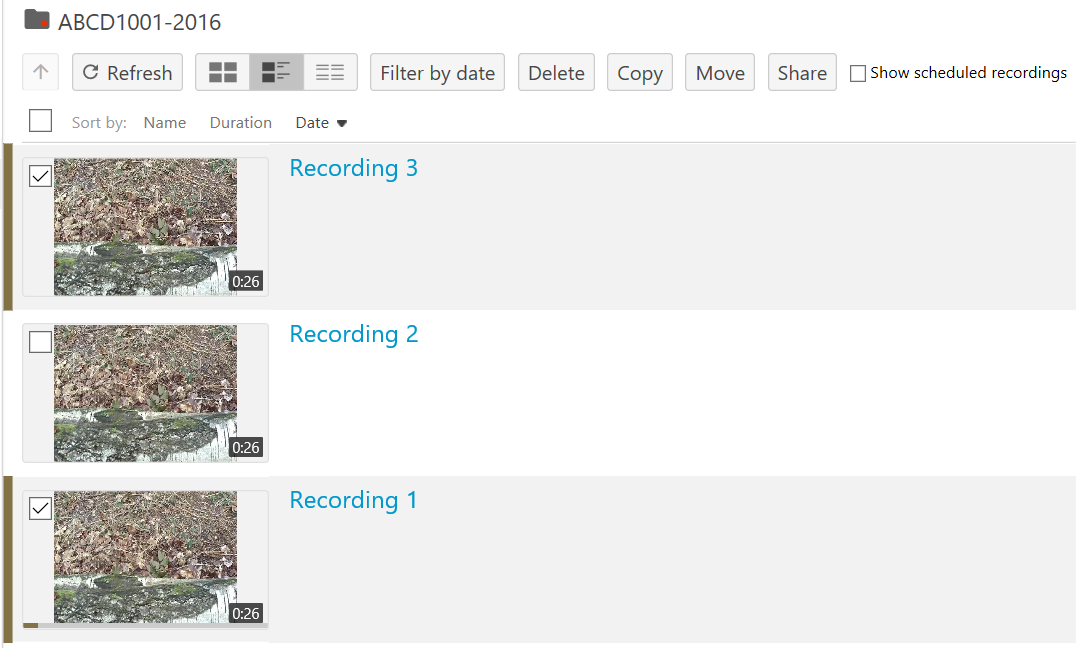 ABCD1001-2016
Refresh Filter by date Delete Copy Move Share Show scheduled recordings
Sort by: Name Duration Date
Recording 3
0:26
Recording 2
0:26
Recording 1
0:26